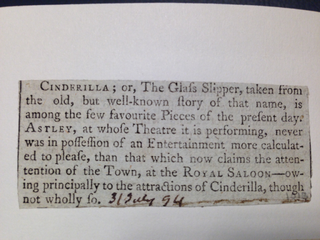 CINDERILLA; or, The Glaſs Slipper, taken from
the old, but well-known ſtory of that name, is
among the few favourite Pieces of the preſent day.
ASTLEY, at whoſe Theatre it is performing, never
was in poſſeſſion of an Entertainment more calculat-
ed to pleaſe, than that which now claims the atten-
tention of the Town, at the ROYAL SALOON—ow-
ing principally to the attractions of Cinderilla, though
not wholly ſo. 31 July 94